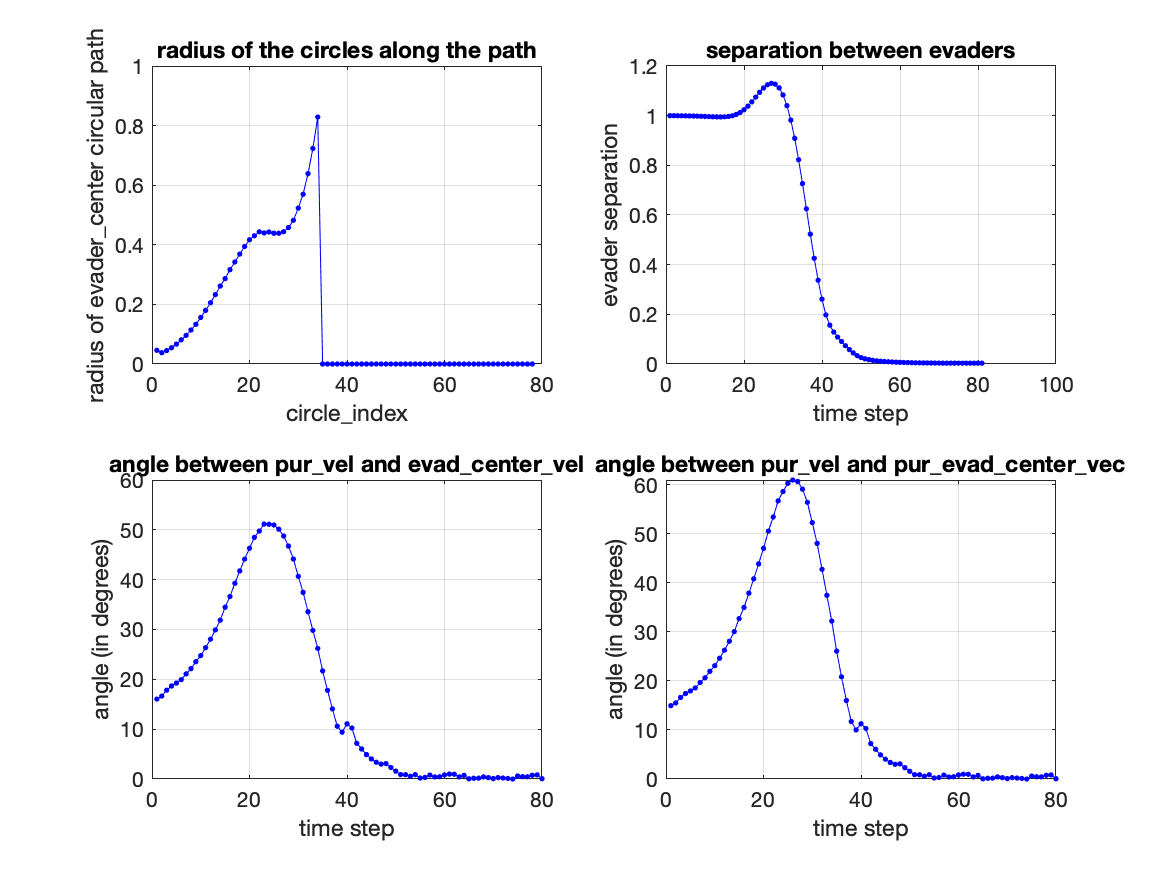 radius of the circles along the path
radius of evader_center circular path
1
0.8
0.6
0.4
0.2
0
0 20 40 60 80
circle_index
separation between evaders
evader separation
1.2
1
0.8
0.6
0.4
0.2
0
0 20 40 60 80 100
time step
angle between pur_vel and evad_center_vel
angle (in degrees)
60
50
40
30
20
10
0
0 20 40 60 80
time step
angle between pur_vel and pur_evad_center_vec
angle (in degrees)
60
50
40
30
20
10
0
0 20 40 60 80
time step